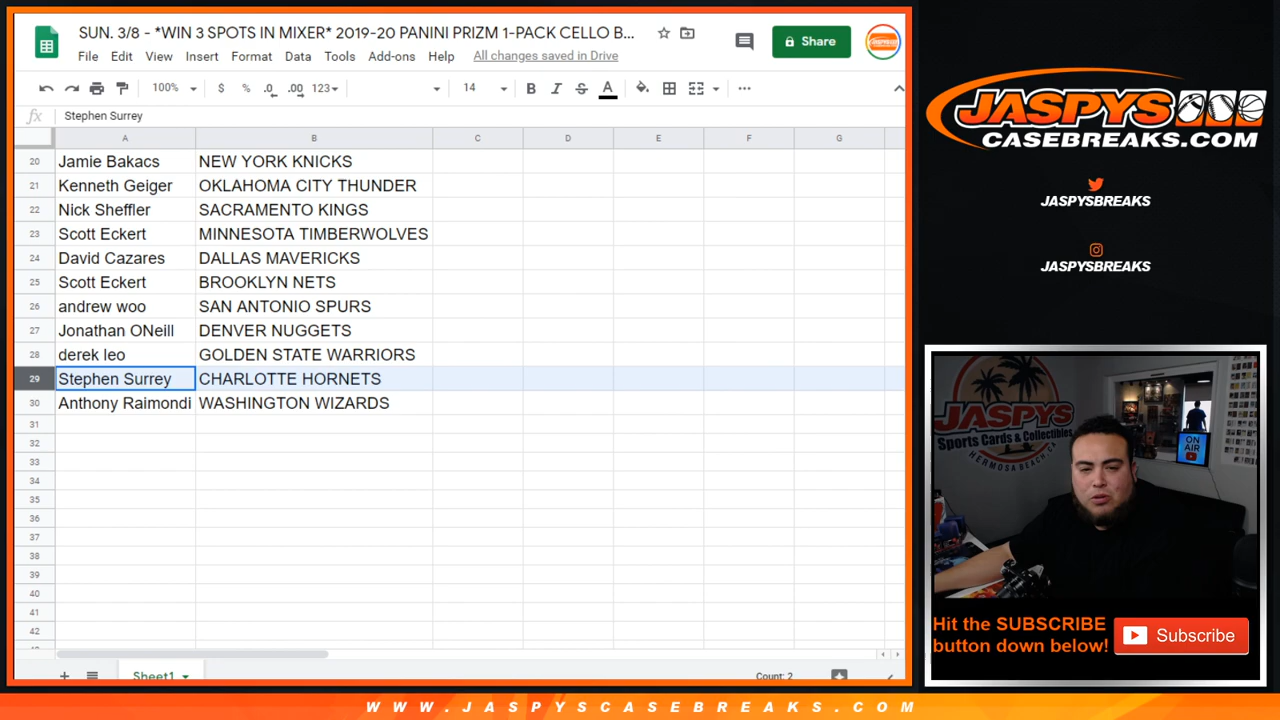 SUN. 3/8 - *WIN 3 SPOTS IN MIXER* 2019-20 PANINI PRIZM 1-PACK CELLO B...
File Edit View Insert Format Data Tools Add-ons Help All changes saved in Drive
Share
100% $ % .0 .00 123 14 B I S A
fx Stephen Surrey
A B C D E F G
20 Jamie Bakacs NEW YORK KNICKS
21 Kenneth Geiger OKLAHOMA CITY THUNDER
22 Nick Sheffler SACRAMENTO KINGS
23 Scott Eckert MINNESOTA TIMBERWOLVES
24 David Cazares DALLAS MAVERICKS
25 Scott Eckert BROOKLYN NETS
26 andrew woo SAN ANTONIO SPURS
27 Jonathan ONeill DENVER NUGGETS
28 derek leo GOLDEN STATE WARRIORS
29 Stephen Surrey CHARLOTTE HORNETS
30 Anthony Raimondi WASHINGTON WIZARDS
31
32
33
34
35
36
37
38
39
40
41
42
Sheet1 Count: 2
JASPYS
CASEBREAKS.COM
JASPYSBREAKS
JASPYSBREAKS
JASPYS
Sports Cards & Collectibles
HERMOSA BEACH, CA
ON AIR
Hit the SUBSCRIBE
button down below!
Subscribe
WWW.JASPYSCASEBREAKS.COM